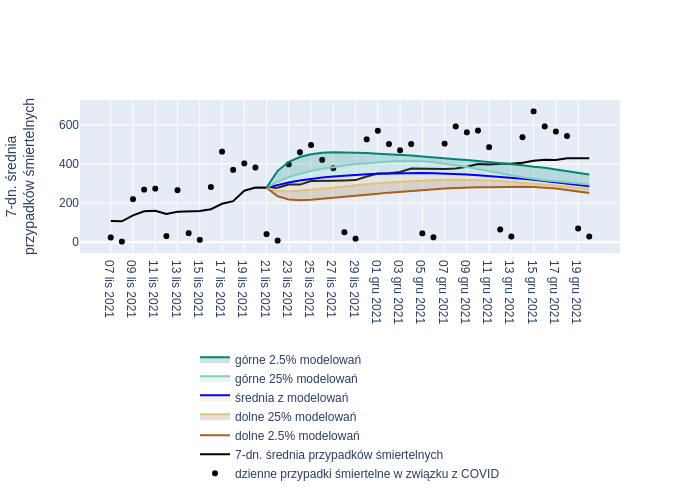 7-dn. średnia
przypadków śmiertelnych
600
400
200
0
07 lis 2021
09 lis 2021
11 lis 2021
13 lis 2021
15 lis 2021
17 lis 2021
19 lis 2021
21 lis 2021
23 lis 2021
25 lis 2021
27 lis 2021
29 lis 2021
01 gru 2021
03 gru 2021
05 gru 2021
07 gru 2021
09 gru 2021
11 gru 2021
13 gru 2021
15 gru 2021
17 gru 2021
19 gru 2021
górne 2.5% modelowań
górne 25% modelowań
średnia z modelowań
dolne 25% modelowań
dolne 2.5% modelowań
7-dn. średnia przypadków śmiertelnych
dzienne przypadki śmiertelne w związku z COVID